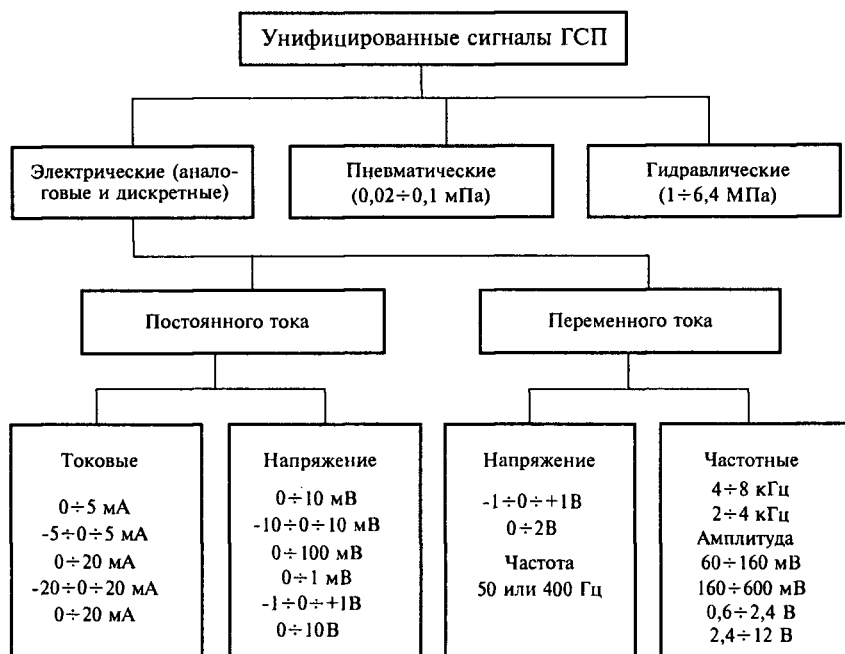 Унифицированные сигналы ГСП
Электрические (анало-
говые и дискретные)
Пневматические
(0,02÷0,1 мПа)
Гидравлические
(1÷6,4 МПа)
Постоянного тока
Переменного тока
Токовые
0÷5 мА
-5÷0÷5 мА
0÷20 мА
-20÷0÷20 мА
0÷20 мА
Напряжение
0÷10 мВ
-10÷0÷10 мВ
0÷100 мВ
0÷1 мВ
-1÷0÷+1В
0÷10В
Напряжение
-1÷0÷+1В
0÷2В
Частота
50 или 400 Гц
Частотные
4÷8 кГц
2÷4 кГц
Амплитуда
60÷160 мВ
160÷600 мВ
0,6÷2,4 В
2,4÷12 В